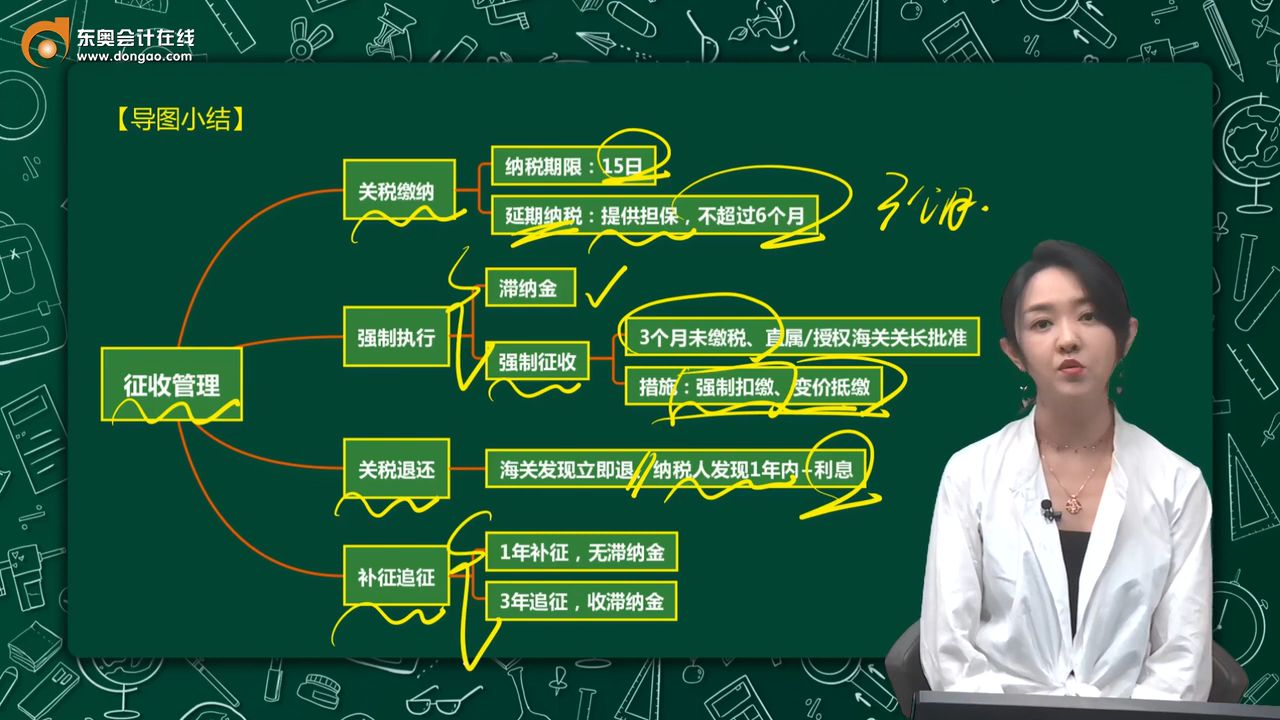 东奥会计在线
www.dongao.com
【导图小结】
征收管理
关税缴纳
纳税期限：15日
延期纳税：提供担保，不超过6个月
3个月.
强制执行
滞纳金
强制征收
3个月未缴税、直属/授权海关关长批准
措施：强制扣缴、变价抵缴
关税退还
海关发现立即退，纳税人发现1年内+利息
补征追征
1年补征，无滞纳金
3年追征，收滞纳金